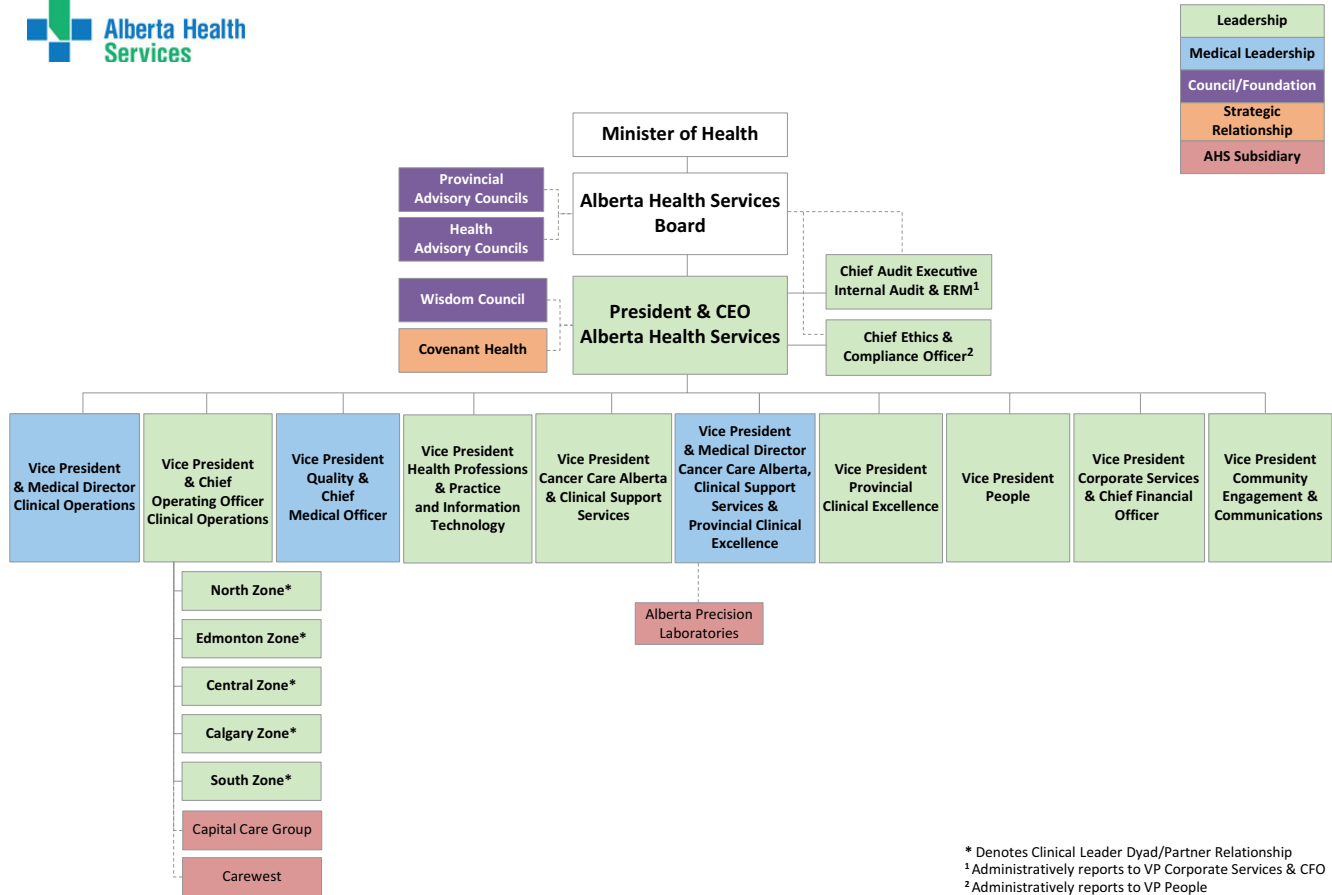 Alberta Health
Services
Leadership
Medical Leadership
Council/Foundation
Strategic
Relationship
AHS Subsidiary
Minister of Health
Provincial
Advisory Councils
Health
Advisory Councils
Alberta Health Services
Board
Wisdom Council
Covenant Health
President & CEO
Alberta Health Services
Chief Audit Executive
Internal Audit & ERM1
Chief Ethics &
Compliance Officer2
Vice President
& Medical Director
Clinical Operations
Vice President
& Chief
Operating Officer
Clinical Operations
Vice President
Quality &
Chief
Medical Officer
Vice President
Health Professions
& Practice
and Information
Technology
Vice President
Cancer Care Alberta
& Clinical Support
Services
Vice President
& Medical Director
Cancer Care Alberta,
Clinical Support
Services &
Provincial Clinical
Excellence
Vice President
Provincial
Clinical Excellence
Vice President
People
Vice President
Corporate Services
& Chief Financial
Officer
Vice President
Community
Engagement &
Communications
North Zone*
Edmonton Zone*
Central Zone*
Calgary Zone*
South Zone*
Capital Care Group
Carewest
Alberta Precision
Laboratories
* Denotes Clinical Leader Dyad/Partner Relationship
1 Administratively reports to VP Corporate Services & CFO
2 Administratively reports to VP People